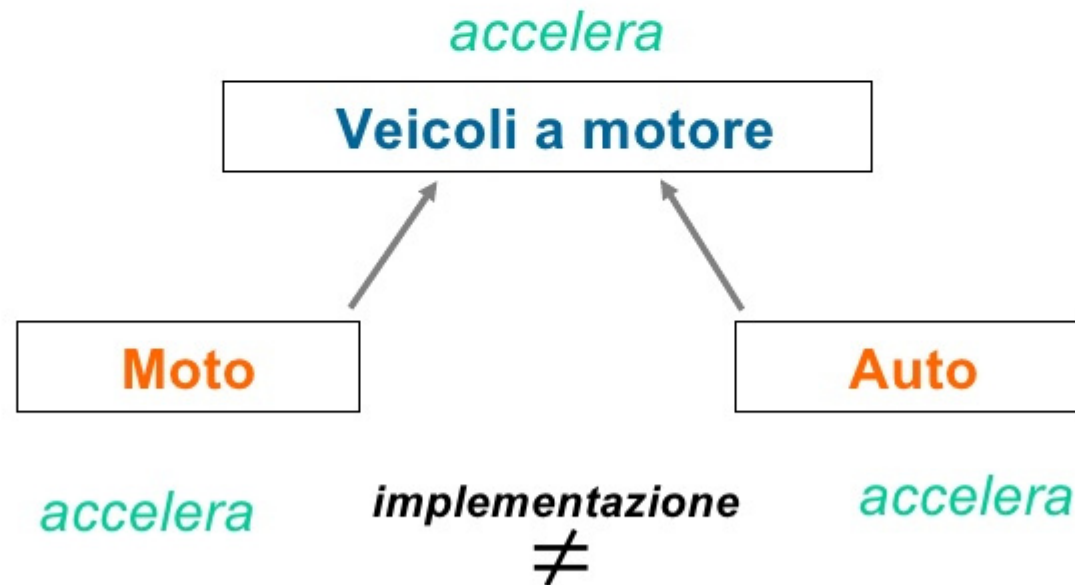 accelera
Veicoli a motore
Moto
Auto
accelera
implementazione
accelera
≠